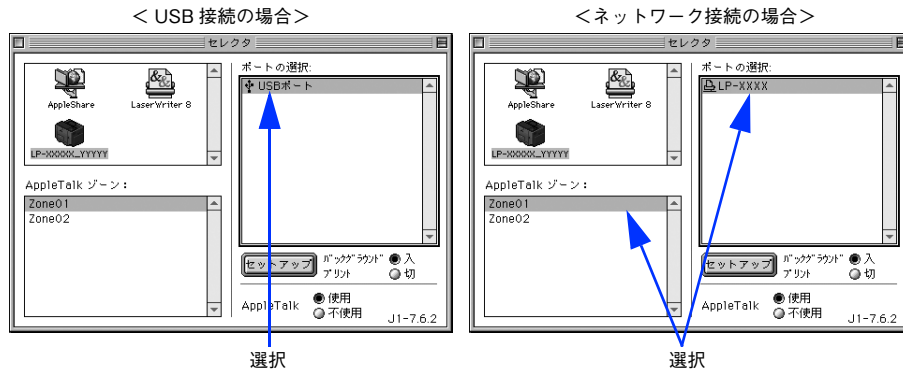 < USB 接続の場合>
セレクタ
AppleShare
LaserWriter 8
LP-XXXXX_YYYYY
AppleTalk ゾーン：
Zone01
Zone02
ポートの選択:
USBポート
セットアップ
バックグラウンド
プリント
入
切
AppleTalk
使用
不使用
J1-7.6.2
選択
<ネットワーク接続の場合>
セレクタ
AppleShare
LaserWriter 8
LP-XXXXX_YYYYY
AppleTalk ゾーン：
Zone01
Zone02
ポートの選択:
LP-XXXX
セットアップ
バックグラウンド
プリント
入
切
AppleTalk
使用
不使用
J1-7.6.2
選択